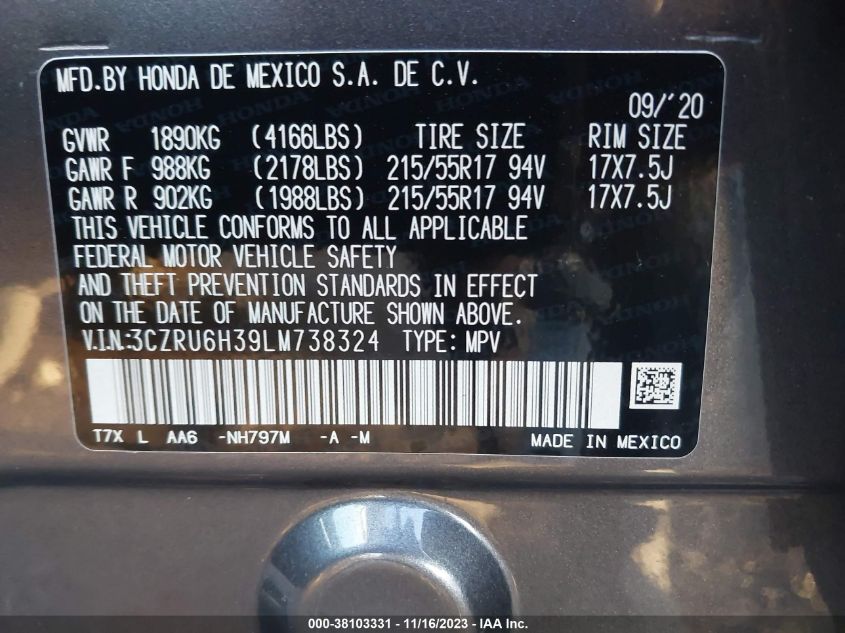 MFD.BY HONDA DE MEXICO S.A. DE C.V.
09/'20
GVWR 1890KG (4166LBS) TIRE SIZE RIM SIZE
GAWR F 988KG (2178LBS) 215/55R17 94V 17X7.5J
GAWR R 902KG (1988LBS) 215/55R17 94V 17X7.5J
THIS VEHICLE CONFORMS TO ALL APPLICABLE
FEDERAL MOTOR VEHICLE SAFETY
AND THEFT PREVENTION STANDARDS IN EFFECT
ON THE DATE OF MANUFACTURE SHOWN ABOVE.
V.I.N.:3CZRU6H39LM738324 TYPE: MPV
T7X L AA6 -NH797M -A -M MADE IN MEXICO
000-38103331 - 11/16/2023 - IAA Inc.